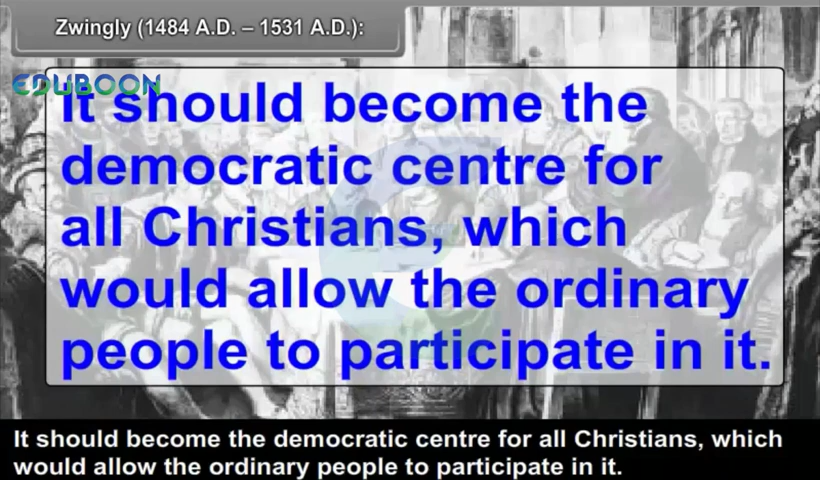 Zwingly (1484 A.D. – 1531 A.D.):
EDUBOON
It should become the
democratic centre for
all Christians, which
would allow the ordinary
people to participate in it.
It should become the democratic centre for all Christians, which
would allow the ordinary people to participate in it.